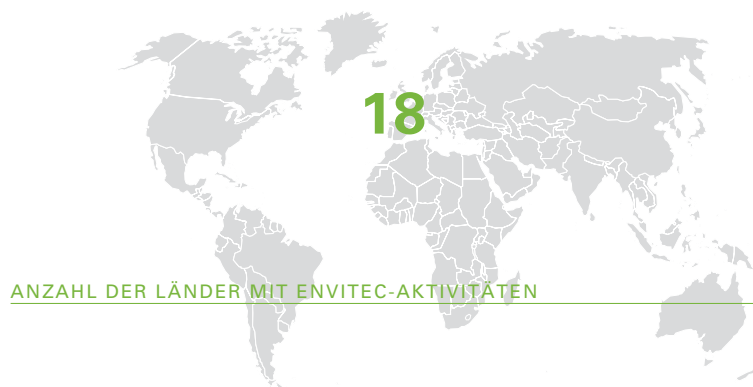 18
ANZAHL DER LÄNDER MIT ENVITEC-AKTIVITÄTEN